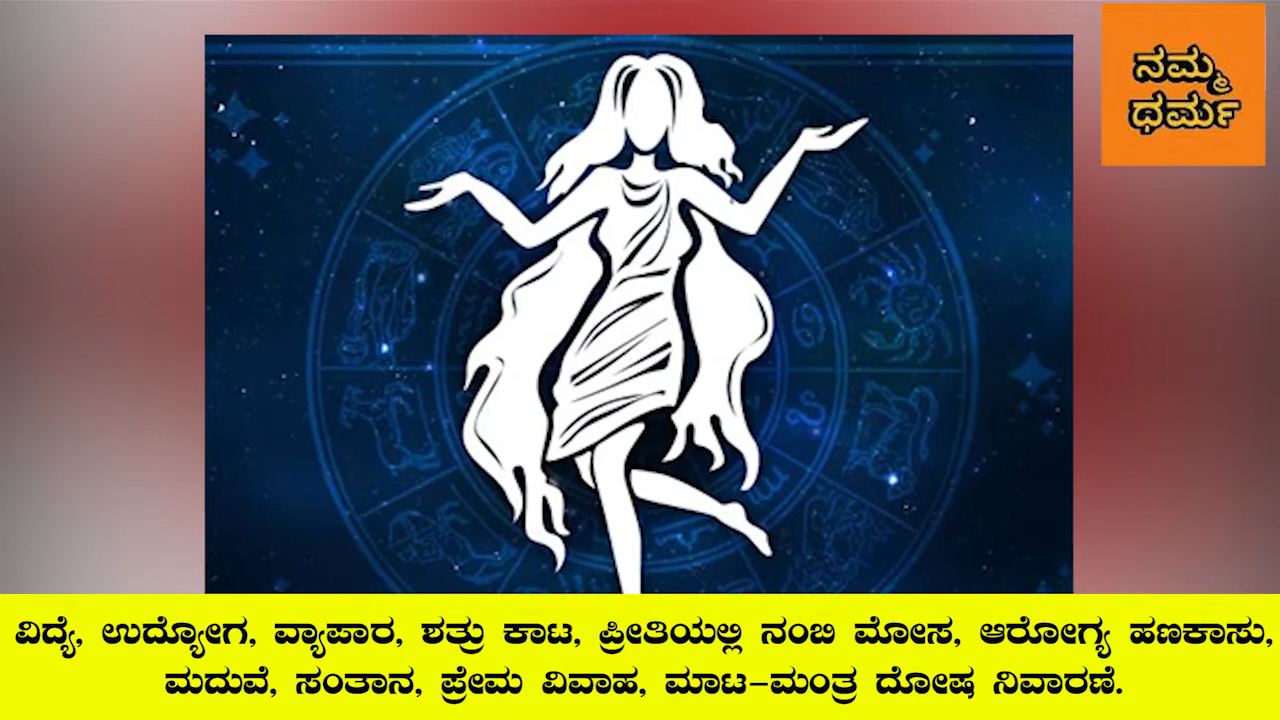 ನಮ್ಮ
ಧರ್ಮ
ವಿದ್ಯೆ, ಉದ್ಯೋಗ, ವ್ಯಾಪಾರ, ಶತ್ರು ಕಾಟ, ಪ್ರೀತಿಯಲ್ಲಿ ನಂಬಿ ಮೋಸ, ಆರೋಗ್ಯ ಹಣಕಾಸು,
ಮದುವೆ, ಸಂತಾನ, ಪ್ರೇಮ ವಿವಾಹ, ಮಾಟ-ಮಂತ್ರ ದೋಷ ನಿವಾರಣೆ.